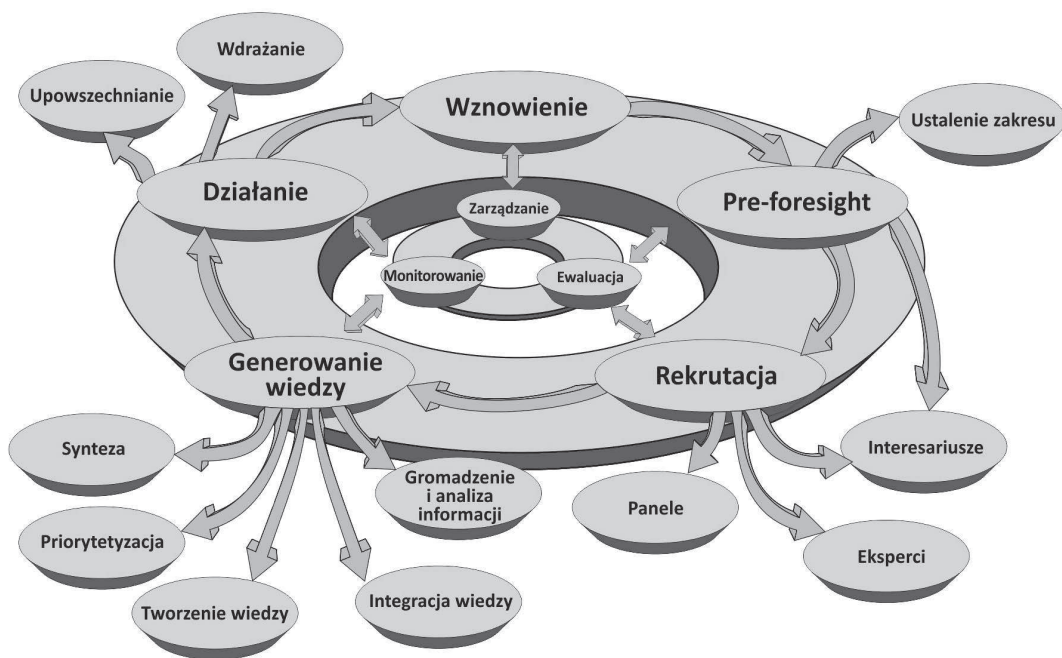 Wdrażanie
Upowszechnianie
Wznowienie
Ustalenie zakresu
Działanie
Pre-foresight
Zarządzanie
Monitorowanie
Ewaluacja
Generowanie
wiedzy
Rekrutacja
Synteza
Interesariusze
Gromadzenie
i analiza
informacji
Panele
Priorytetyzacja
Eksperci
Tworzenie wiedzy
Integracja wiedzy